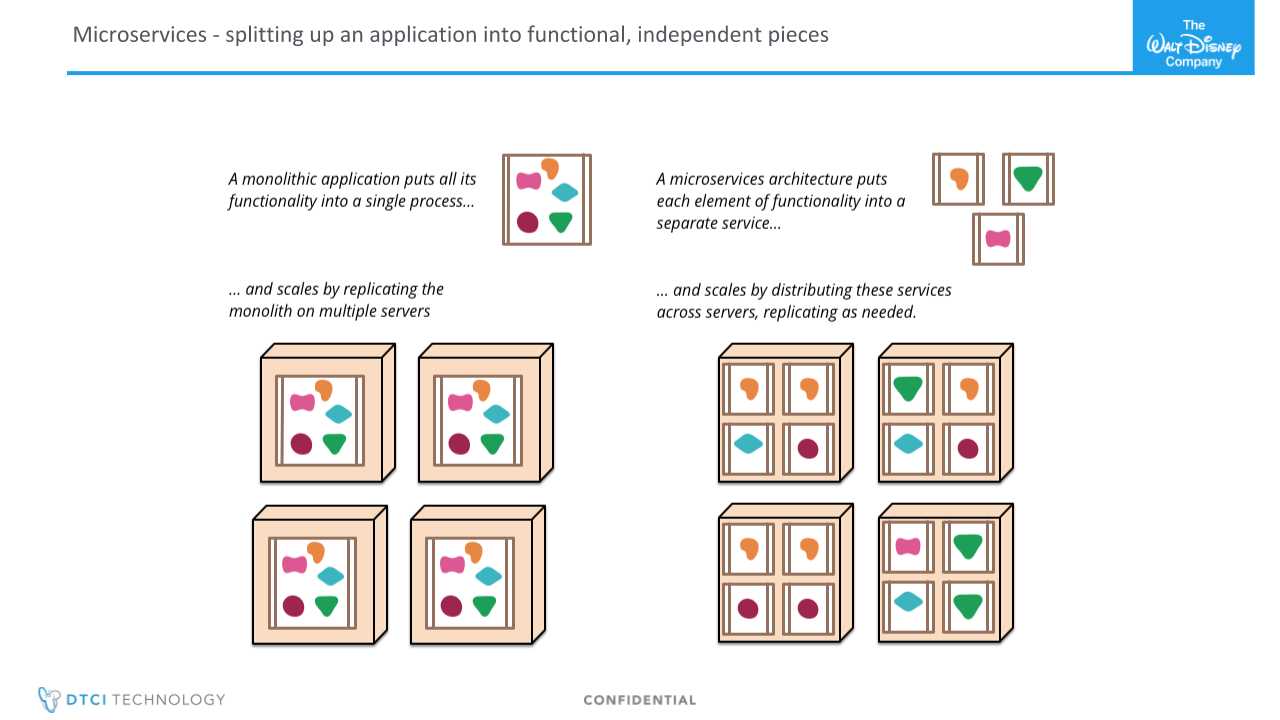 Microservices - splitting up an application into functional, independent pieces
The
WALT DISNEY
Company
A monolithic application puts all its
functionality into a single process...
A microservices architecture puts
each element of functionality into a
separate service...
... and scales by replicating the
monolith on multiple servers
... and scales by distributing these services
across servers, replicating as needed.
DTCI TECHNOLOGY
CONFIDENTIAL